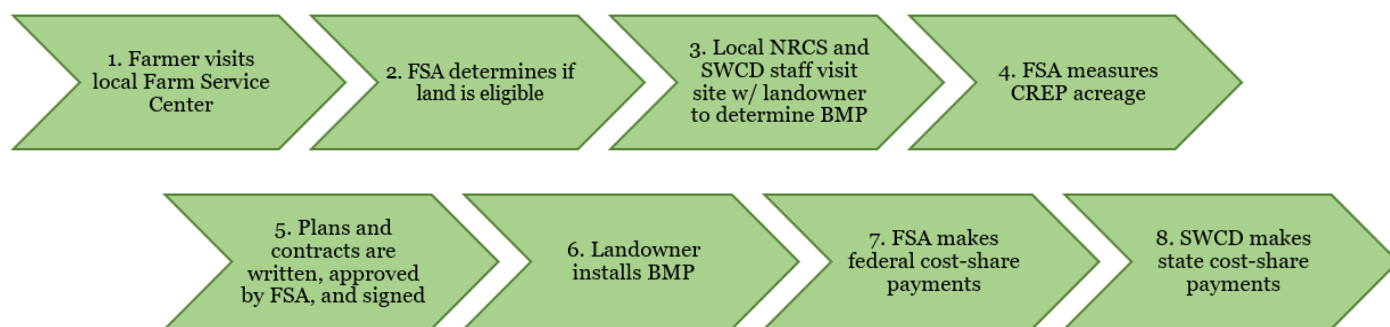 1. Farmer visits
local Farm Service
Center
2. FSA determines if
land is eligible
3. Local NRCS and
SWCD staff visit
site w/ landowner
to determine BMP
4. FSA measures
CREP acreage
5. Plans and
contracts are
written, approved
by FSA, and signed
6. Landowner
installs BMP
7. FSA makes
federal cost-share
payments
8. SWCD makes
state cost-share
payments